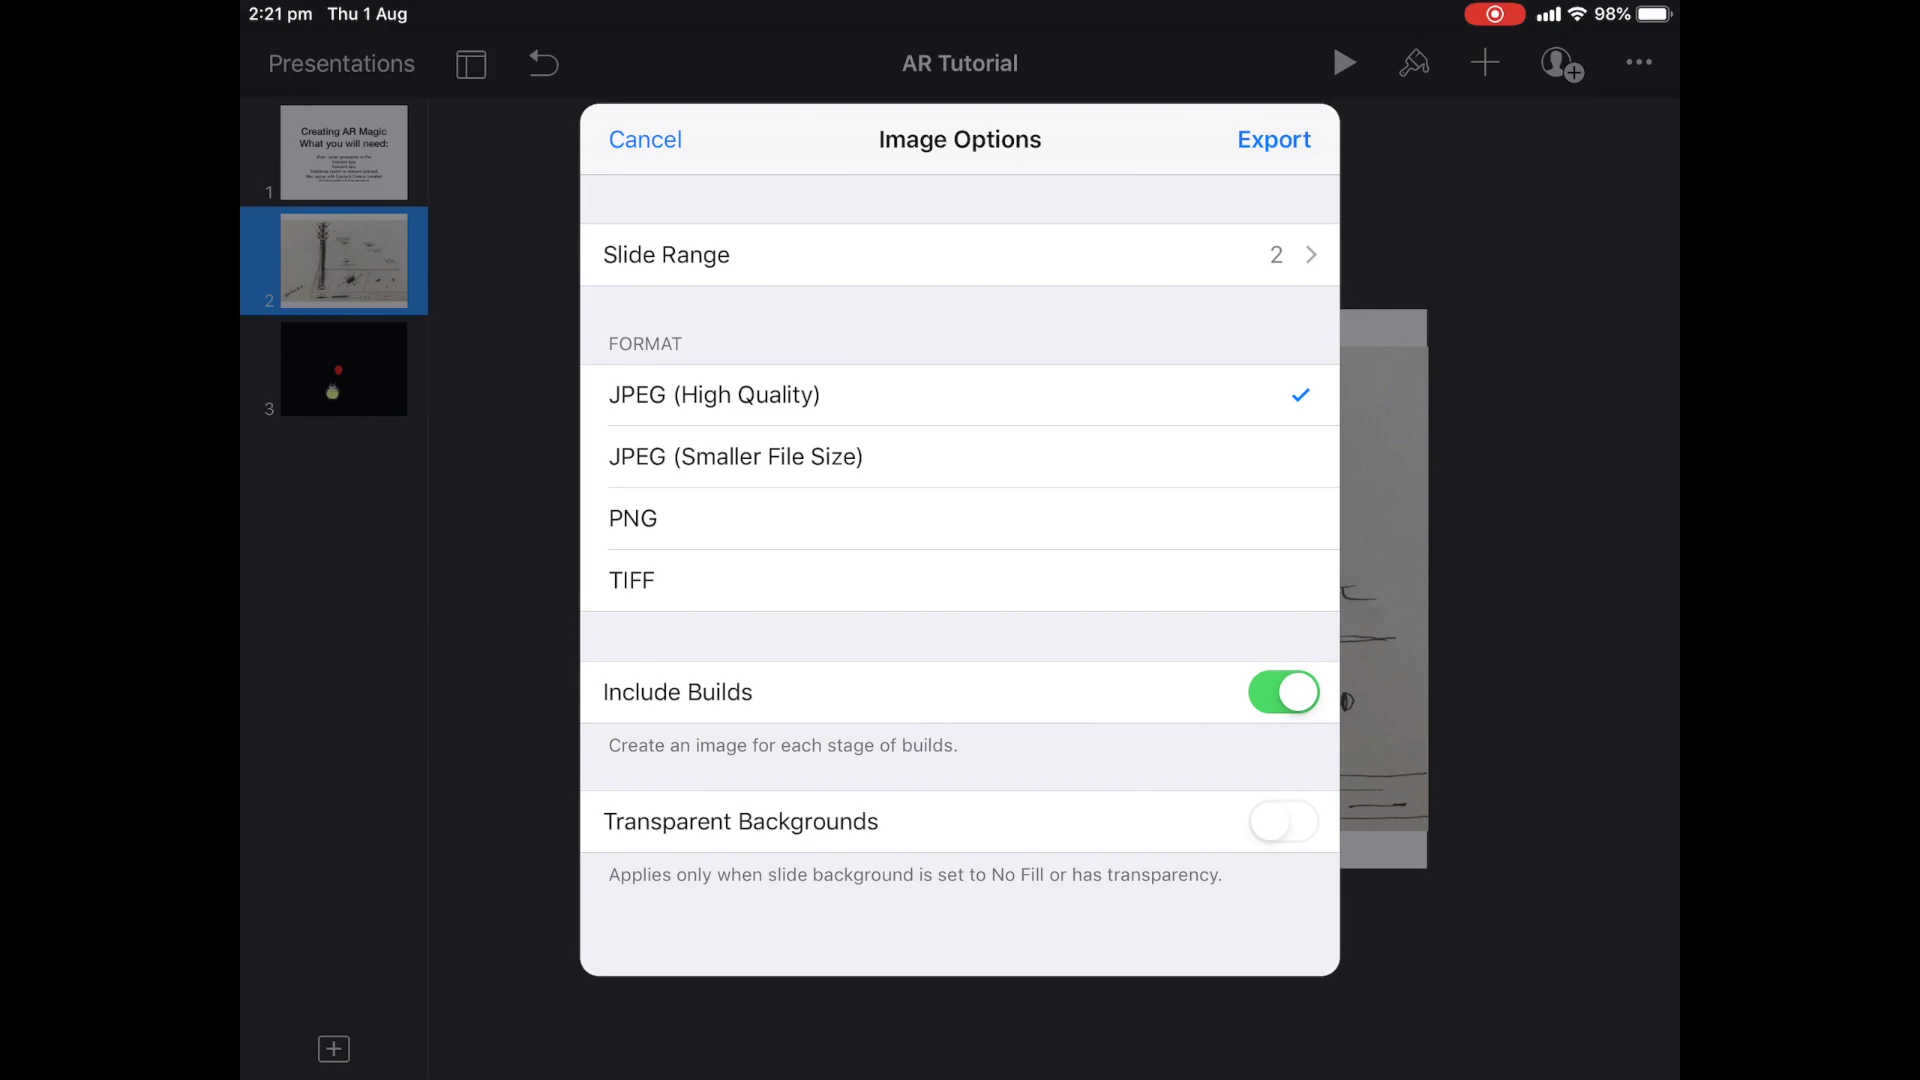 2:21 pm Thu 1 Aug
98%
Presentations
AR Tutorial
Creating AR Magic
What you will need:
1
2
3
Cancel
Image Options
Export
Slide Range
2
FORMAT
JPEG (High Quality)
JPEG (Smaller File Size)
PNG
TIFF
Include Builds
Create an image for each stage of builds.
Transparent Backgrounds
Applies only when slide background is set to No Fill or has transparency.